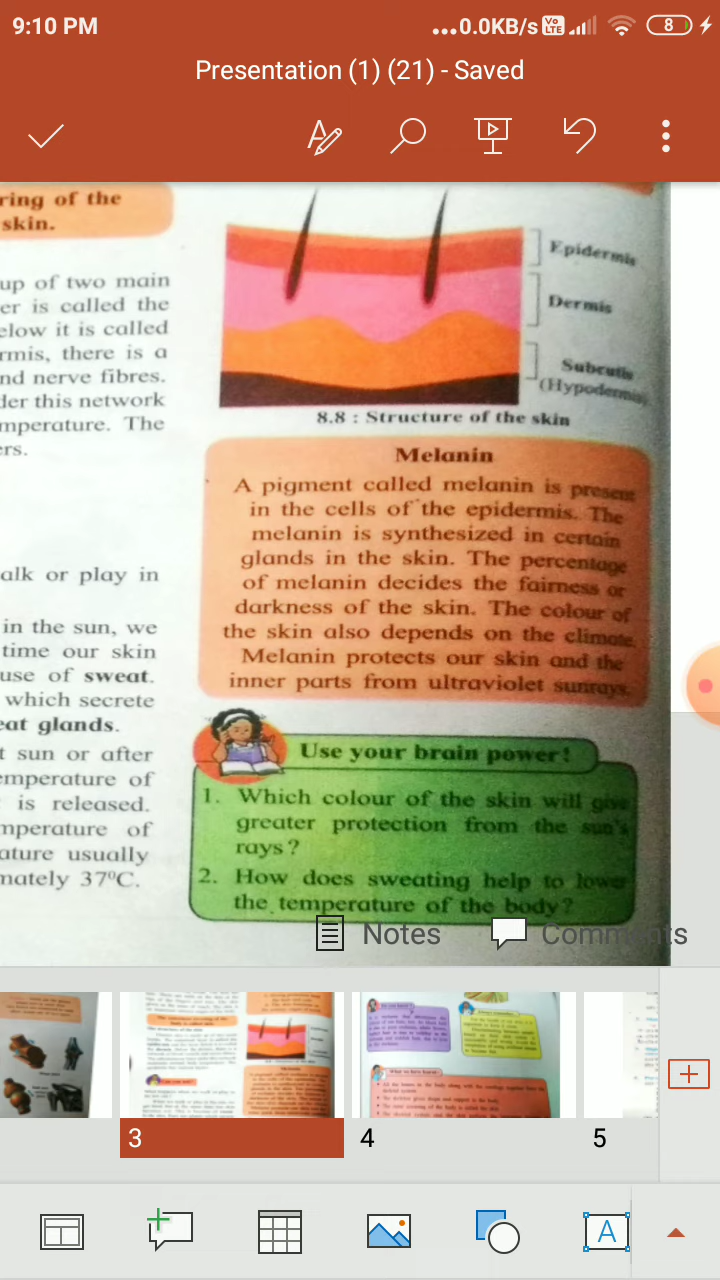 9:10 PM
...0.0KB/s Vo LTE 8
Presentation (1) (21) - Saved
ring of the
skin.
up of two main
er is called the
elow it is called
rmis, there is a
nd nerve fibres.
der this network
mperature. The
ers.
alk or play in
in the sun, we
time our skin
use of sweat.
which secrete
eat glands.
t sun or after
emperature of
is released.
mperature of
ature usually
mately 37°C.
Epidermis
Dermis
Subcutis
(Hypodermis)
8.8 : Structure of the skin
Melanin
A pigment called melanin is present
in the cells of the epidermis. The
melanin is synthesized in certain
glands in the skin. The percentage
of melanin decides the fairness or
darkness of the skin. The colour of
the skin also depends on the climate.
Melanin protects our skin and the
inner parts from ultraviolet sunrays.
Use your brain power!
1. Which colour of the skin will give
greater protection from the sun's
rays?
2. How does sweating help to lower
the temperature of the body?
Notes
Comments
3
4
5
A